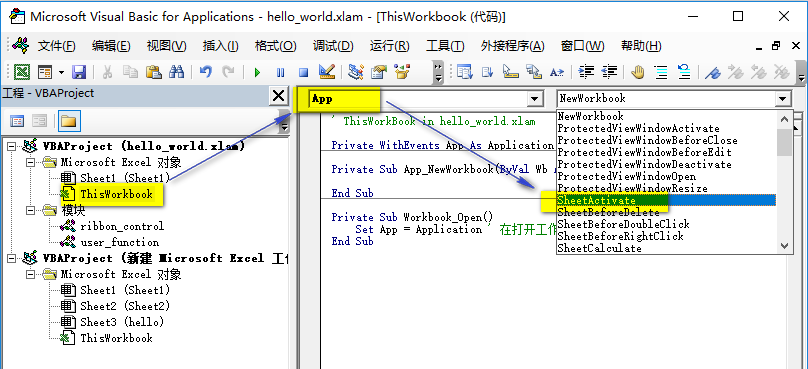 Microsoft Visual Basic for Applications - hello_world.xlam - [ThisWorkbook (代码)]
文件(F) 编辑(E) 视图(V) 插入(I) 格式(O) 调试(D) 运行(R) 工具(T) 外接程序(A) 窗口(W) 帮助(H)
工程 - VBAProject
VBAProject (hello_world.xlam)
Microsoft Excel 对象
Sheet1 (Sheet1)
ThisWorkbook
模块
ribbon_control
user_function
VBAProject (新建 Microsoft Excel 工
Microsoft Excel 对象
Sheet1 (Sheet1)
Sheet2 (Sheet2)
Sheet3 (hello)
ThisWorkbook
App
NewWorkbook
' ThisWorkBook in hello_world.xlam
Private WithEvents App As Application
Private Sub App_NewWorkbook(ByVal Wb
End Sub
Private Sub Workbook_Open()
Set App = Application ' 在打开工
End Sub
NewWorkbook
ProtectedViewWindowActivate
ProtectedViewWindowBeforeClose
ProtectedViewWindowBeforeEdit
ProtectedViewWindowDeactivate
ProtectedViewWindowOpen
ProtectedViewWindowResize
SheetActivate
SheetBeforeDelete
SheetBeforeDoubleClick
SheetBeforeRightClick
SheetCalculate